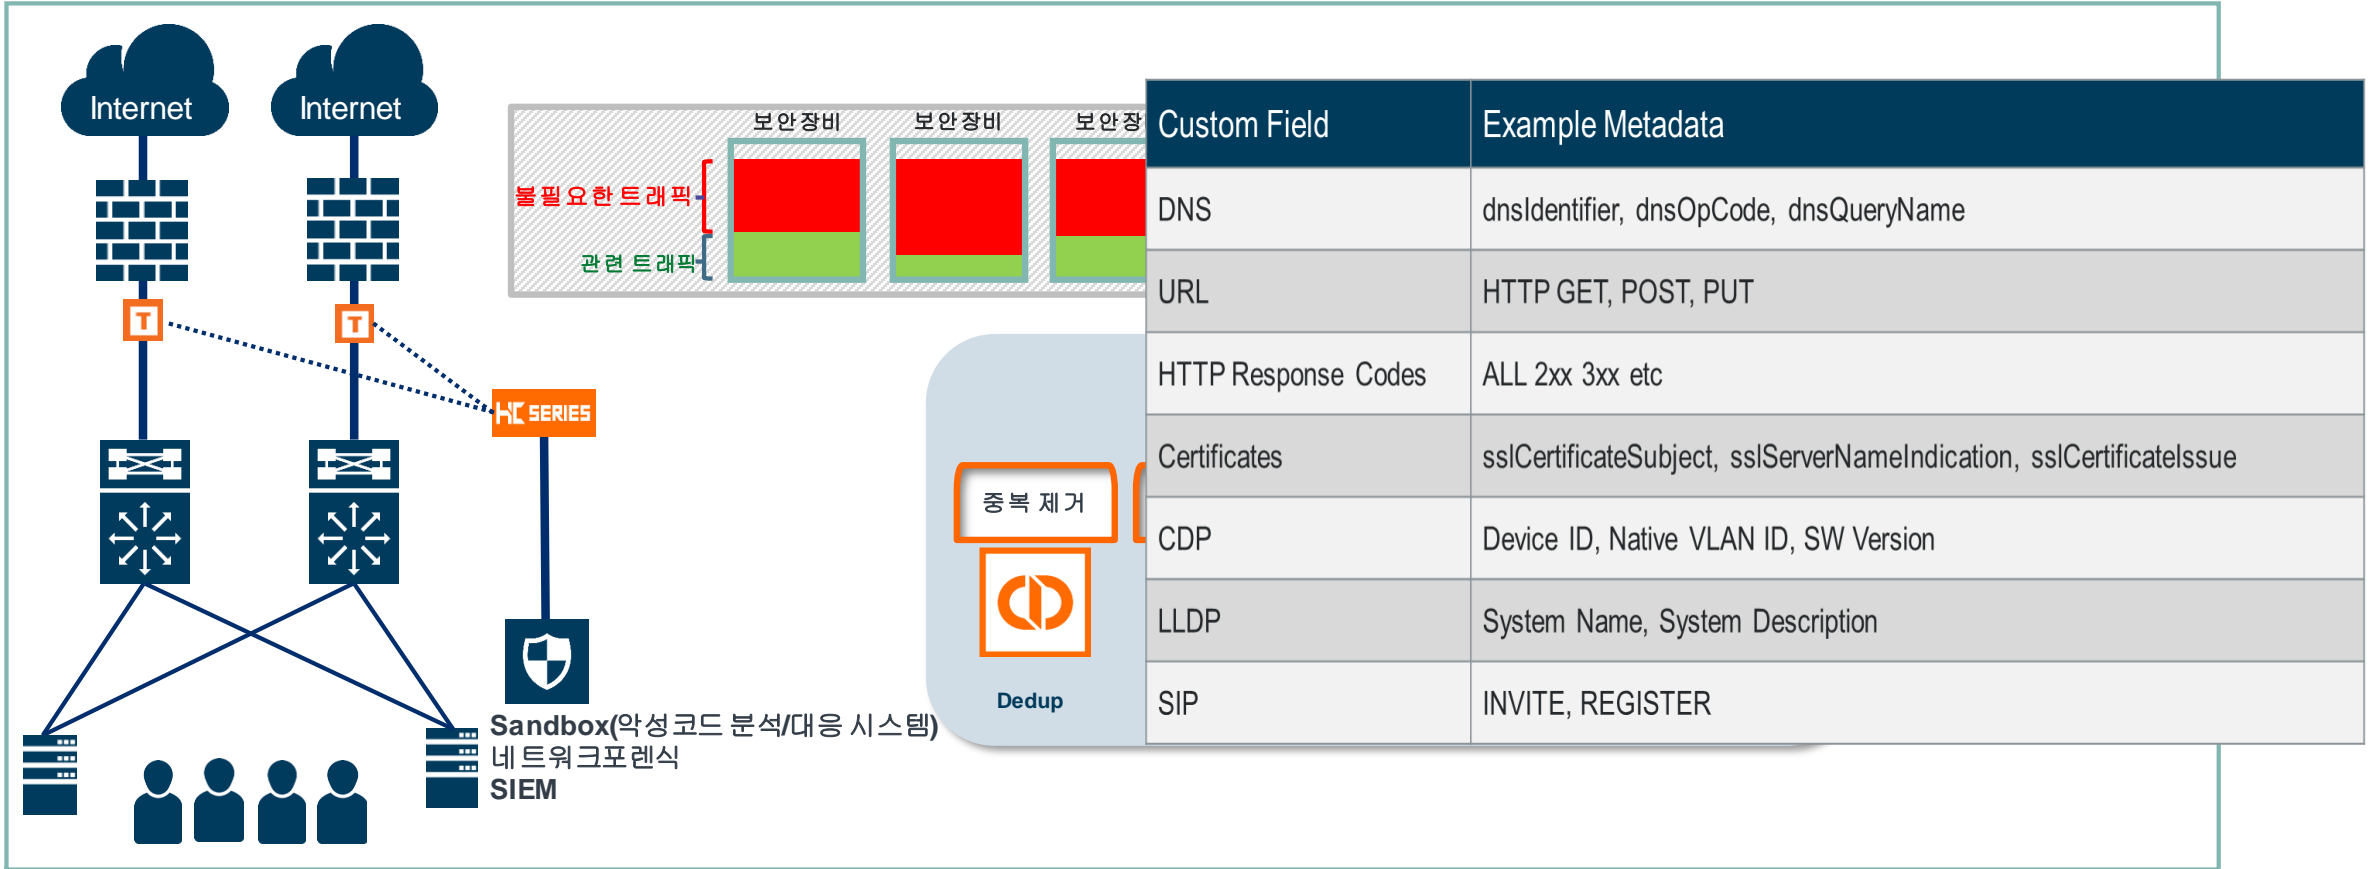 Internet
Internet
보안장비
보안장비
보안장
불필요한 트래픽
관련 트래픽
T
T
HC SERIES
중복 제거
Dedup
Sandbox(악성코드 분석/대응 시스템)
네트워크포렌식
SIEM
Custom Field
Example Metadata
DNS
dnsIdentifier, dnsOpCode, dnsQueryName
URL
HTTP GET, POST, PUT
HTTP Response Codes
ALL 2xx 3xx etc
Certificates
sslCertificateSubject, sslServerNameIndication, sslCertificateIssue
CDP
Device ID, Native VLAN ID, SW Version
LLDP
System Name, System Description
SIP
INVITE, REGISTER